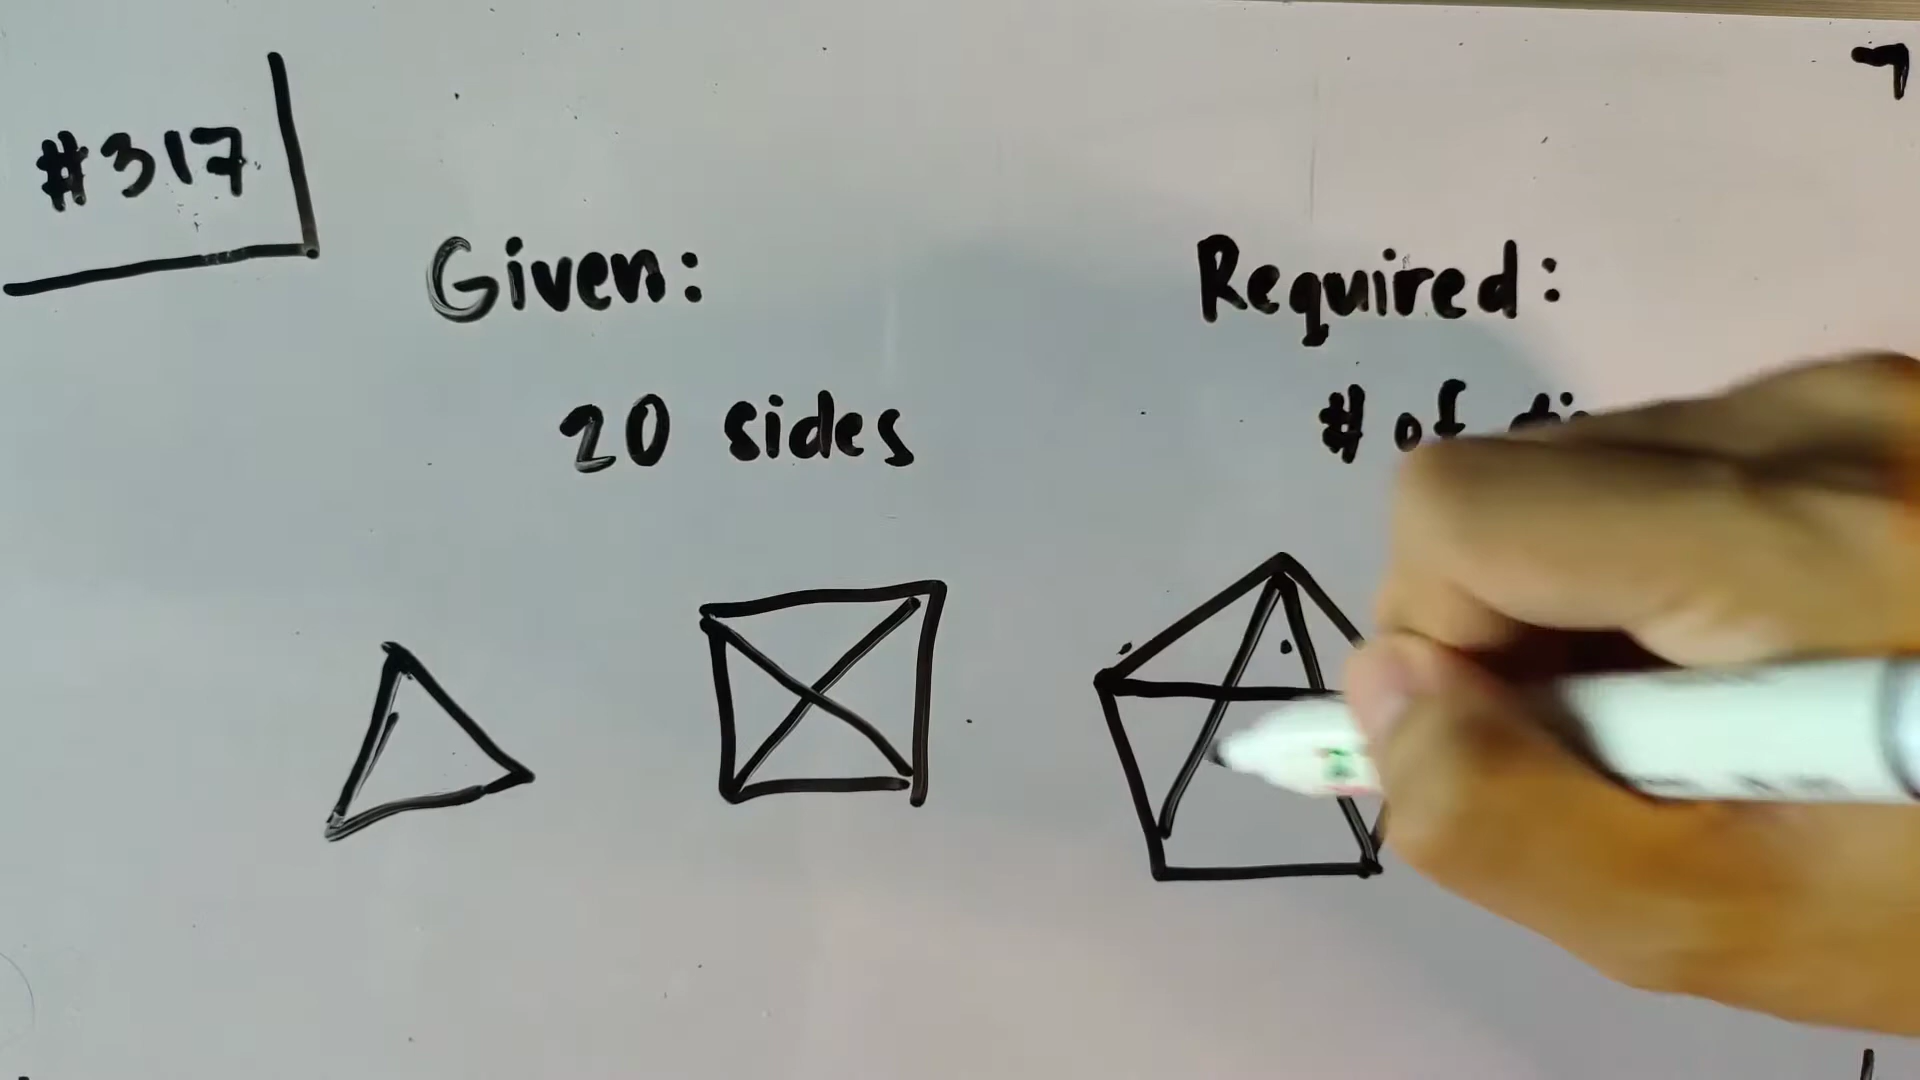 #317
Given:
Required:
20 sides
# of